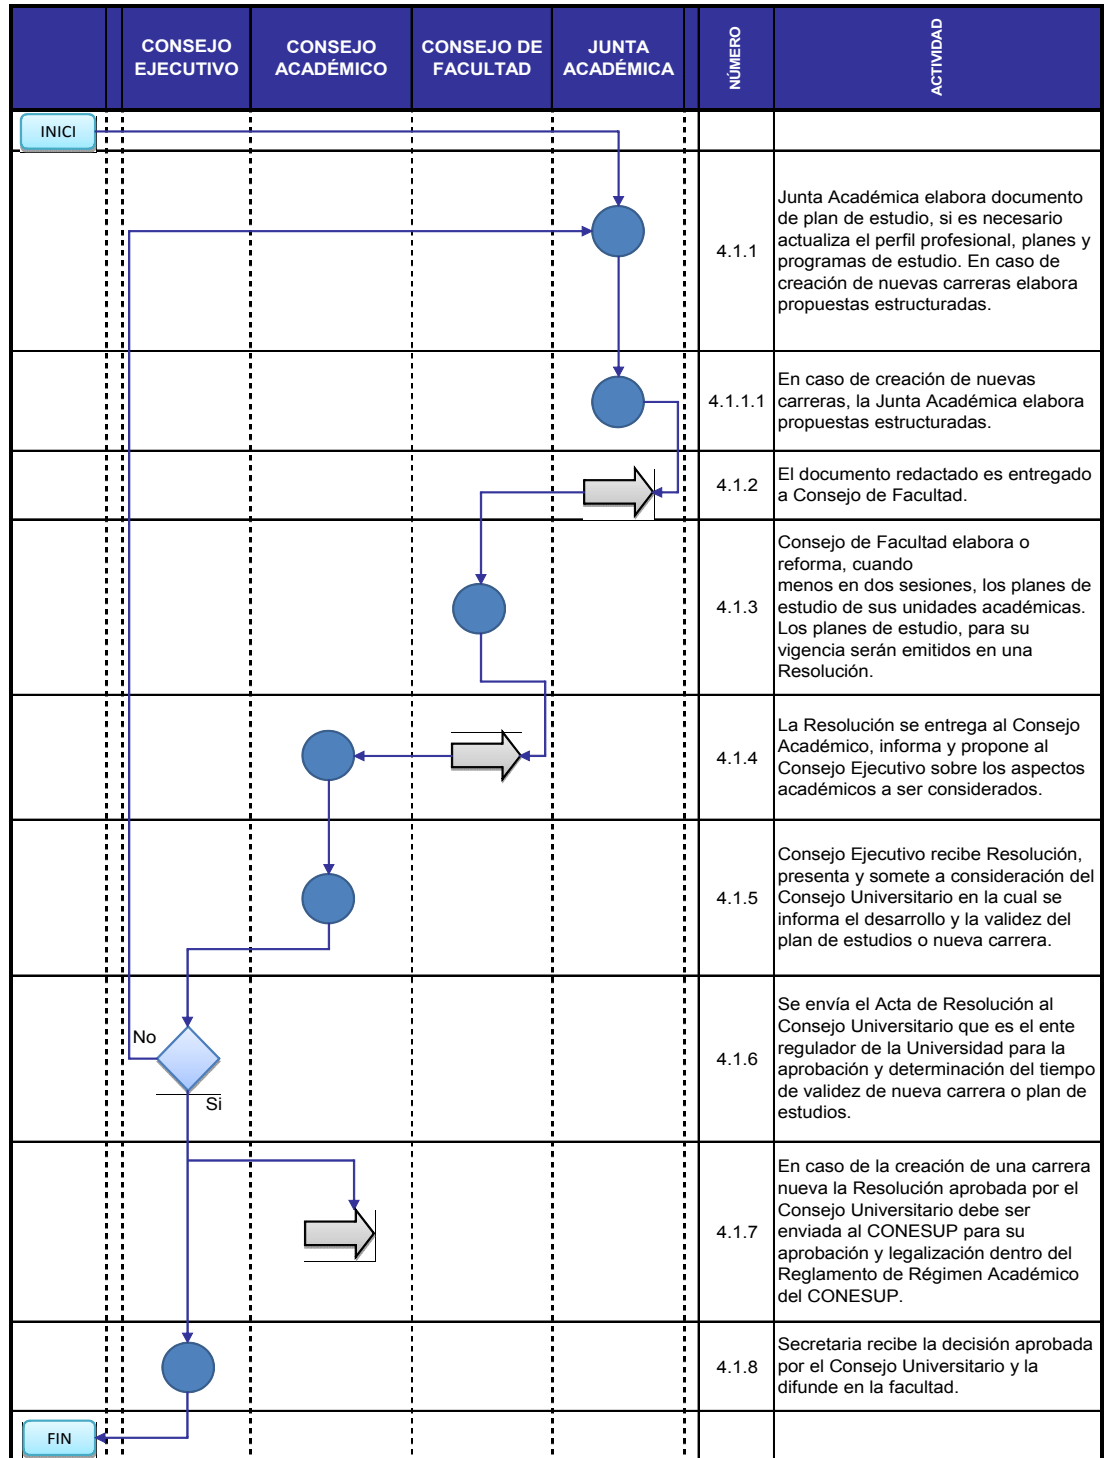 CONSEJO
EJECUTIVO
CONSEJO
ACADÉMICO
CONSEJO DE
FACULTAD
JUNTA
ACADÉMICA
NÚMERO
ACTIVIDAD
INICI
4.1.1
Junta Académica elabora documento
de plan de estudio, si es necesario
actualiza el perfil profesional, planes y
programas de estudio. En caso de
creación de nuevas carreras elabora
propuestas estructuradas.
4.1.1.1
En caso de creación de nuevas
carreras, la Junta Académica elabora
propuestas estructuradas.
4.1.2
El documento redactado es entregado
a Consejo de Facultad.
4.1.3
Consejo de Facultad elabora o
reforma, cuando
menos en dos sesiones, los planes de
estudio de sus unidades académicas.
Los planes de estudio, para su
vigencia serán emitidos en una
Resolución.
4.1.4
La Resolución se entrega al Consejo
Académico, informa y propone al
Consejo Ejecutivo sobre los aspectos
académicos a ser considerados.
4.1.5
Consejo Ejecutivo recibe Resolución,
presenta y somete a consideración del
Consejo Universitario en la cual se
informa el desarrollo y la validez del
plan de estudios o nueva carrera.
No
Si
4.1.6
Se envía el Acta de Resolución al
Consejo Universitario que es el ente
regulador de la Universidad para la
aprobación y determinación del tiempo
de validez de nueva carrera o plan de
estudios.
4.1.7
En caso de la creación de una carrera
nueva la Resolución aprobada por el
Consejo Universitario debe ser
enviada al CONESUP para su
aprobación y legalización dentro del
Reglamento de Régimen Académico
del CONESUP.
4.1.8
Secretaria recibe la decisión aprobada
por el Consejo Universitario y la
difunde en la facultad.
FIN